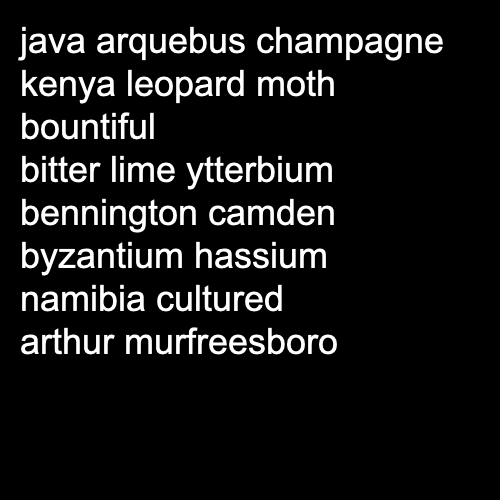 java arquebus champagne
kenya leopard moth
bountiful
bitter lime ytterbium
bennington camden
byzantium hassium
namibia cultured
arthur murfreesboro